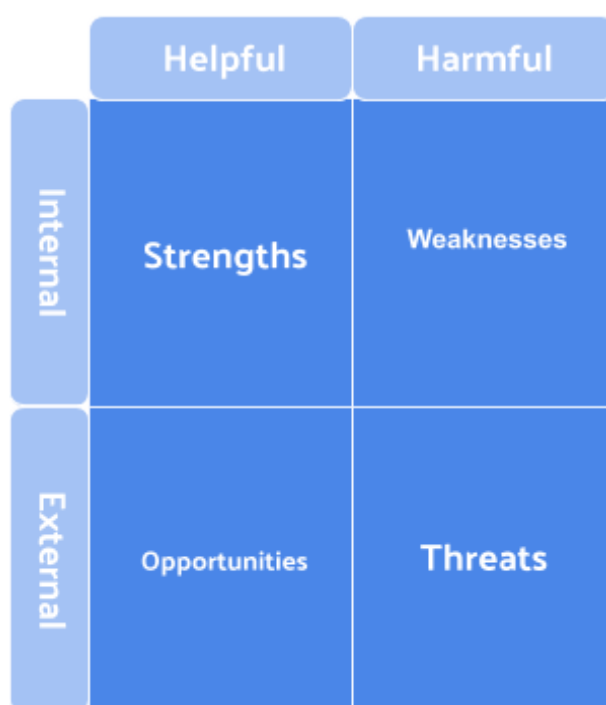 Helpful
Harmful
Internal
Strengths
Weaknesses
External
Opportunities
Threats